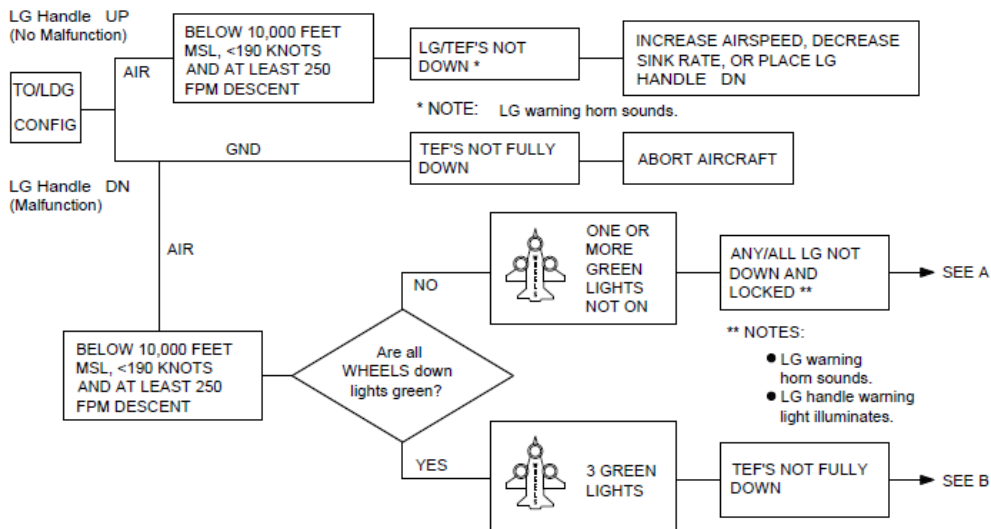 LG Handle UP
(No Malfunction)
TO/LDG
CONFIG
AIR
BELOW 10,000 FEET
MSL, <190 KNOTS
AND AT LEAST 250
FPM DESCENT
LG/TEF'S NOT
DOWN *
INCREASE AIRSPEED, DECREASE
SINK RATE, OR PLACE LG
HANDLE DN
* NOTE: LG warning horn sounds.
GND
TEF'S NOT FULLY
DOWN
ABORT AIRCRAFT
LG Handle DN
(Malfunction)
AIR
BELOW 10,000 FEET
MSL, <190 KNOTS
AND AT LEAST 250
FPM DESCENT
Are all
WHEELS down
lights green?
NO
WHEELS
ONE OR
MORE
GREEN
LIGHTS
NOT ON
ANY/ALL LG NOT
DOWN AND
LOCKED **
SEE A
** NOTES:
● LG warning
horn sounds.
● LG handle warning
light illuminates.
YES
WHEELS
3 GREEN
LIGHTS
TEF'S NOT FULLY
DOWN
SEE B